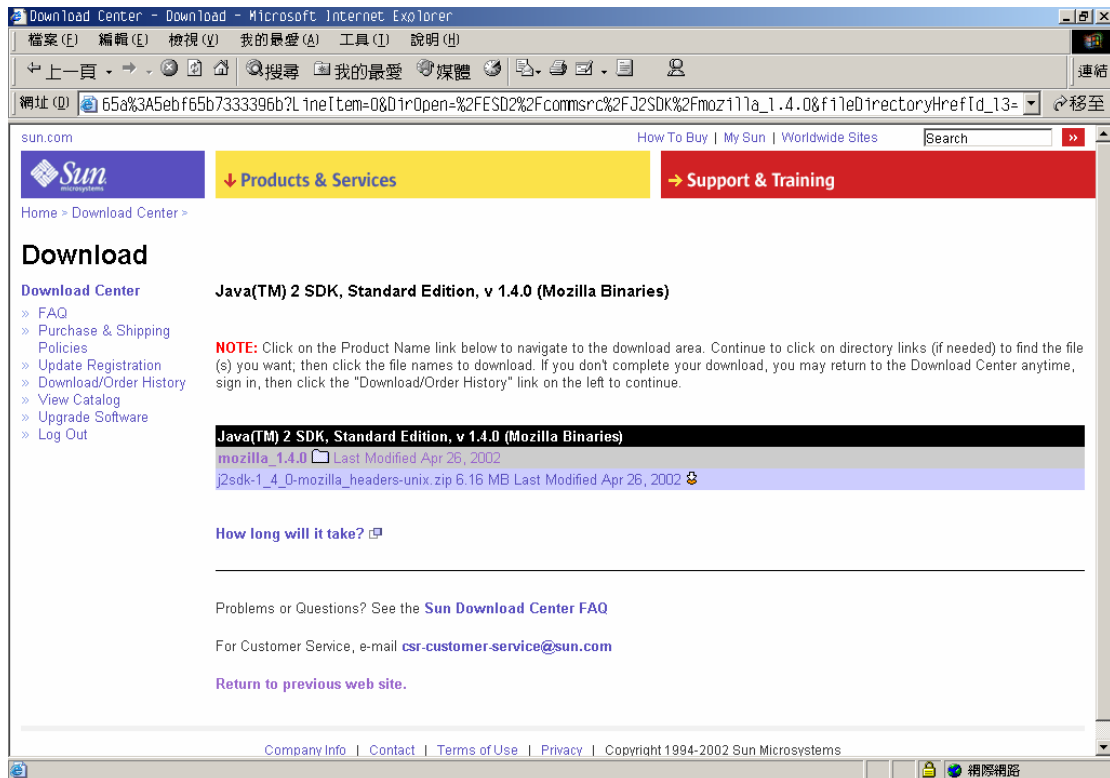 Download Center - Download - Microsoft Internet Explorer
檔案(F) 編輯(E) 檢視(V) 我的最愛(A) 工具(T) 說明(H)
上一頁 搜尋 我的最愛 媒體 連結
網址(D) 65a%3A5ebf65b7333396b?LineItem=0&DirOpen=%2FESD2%2Fcommsrc%2FJ2SDK%2Fmozilla_1.4.0&fileDirectoryHrefId_13= 移至
sun.com How To Buy | My Sun | Worldwide Sites Search »
Sun microsystems Products & Services Support & Training
Home > Download Center >
Download
Download Center
» FAQ
» Purchase & Shipping
Policies
» Update Registration
» Download/Order History
» View Catalog
» Upgrade Software
» Log Out
Java(TM) 2 SDK, Standard Edition, v 1.4.0 (Mozilla Binaries)
NOTE: Click on the Product Name link below to navigate to the download area. Continue to click on directory links (if needed) to find the file
(s) you want; then click the file names to download. If you don't complete your download, you may return to the Download Center anytime,
sign in, then click the "Download/Order History" link on the left to continue.
Java(TM) 2 SDK, Standard Edition, v 1.4.0 (Mozilla Binaries)
mozilla_1.4.0 Last Modified Apr 26, 2002
j2sdk-1_4_0-mozilla_headers-unix.zip 6.16 MB Last Modified Apr 26, 2002
How long will it take?
Problems or Questions? See the Sun Download Center FAQ
For Customer Service, e-mail csr-customer-service@sun.com
Return to previous web site.
Company Info | Contact | Terms of Use | Privacy | Copyright 1994-2002 Sun Microsystems
網際網路